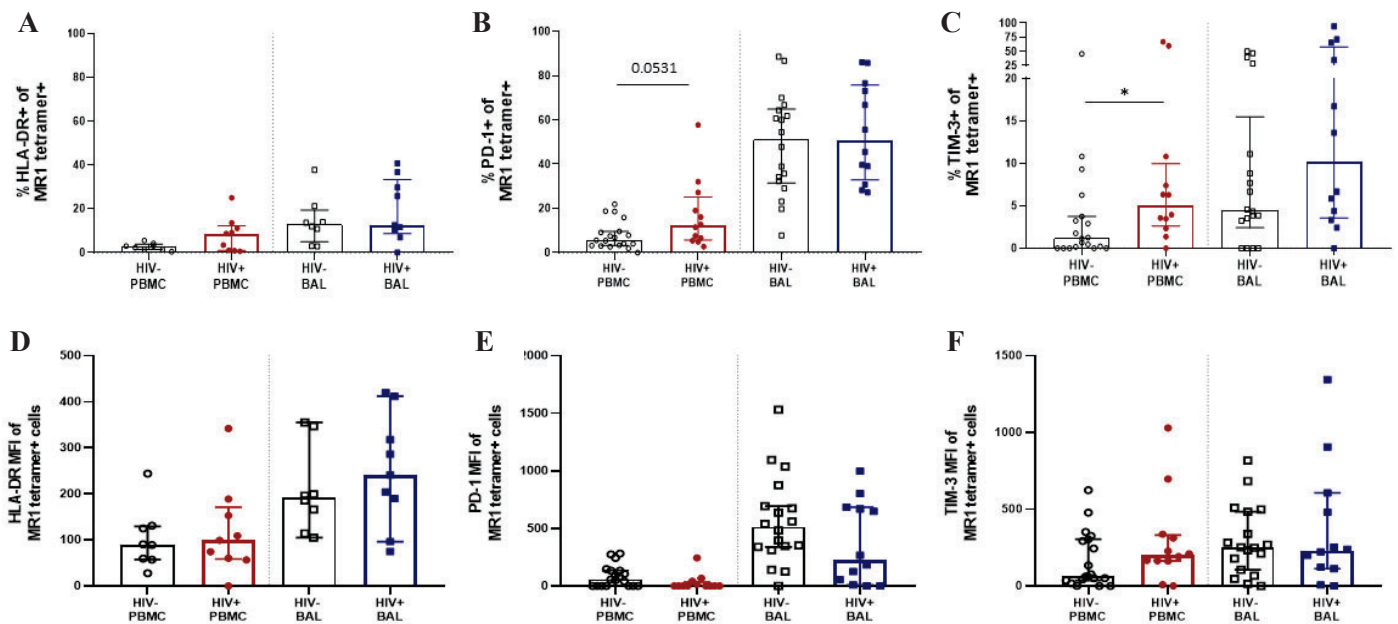 A
% HLA-DR+ of
MR1 tetramer+
100
80
60
40
20
0
HIV-
PBMC
HIV+
PBMC
HIV-
BAL
HIV+
BAL
B
% PD-1+ of
MR1 tetramer+
100
80
60
40
20
0
0.0531
HIV-
PBMC
HIV+
PBMC
HIV-
BAL
HIV+
BAL
C
% TIM-3+ of
MR1 tetramer+
100
75
50
25
20
15
10
5
0
*
HIV-
PBMC
HIV+
PBMC
HIV-
BAL
HIV+
BAL
D
HLA-DR MFI of
MR1 tetramer+ cells
500
400
300
200
100
0
HIV-
PBMC
HIV+
PBMC
HIV-
BAL
HIV+
BAL
E
PD-1 MFI of
MR1 tetramer+ cells
2000
1500
1000
500
0
HIV-
PBMC
HIV+
PBMC
HIV-
BAL
HIV+
BAL
F
TIM-3 MFI of
MR1 tetramer+ cells
1500
1000
500
0
HIV-
PBMC
HIV+
PBMC
HIV-
BAL
HIV+
BAL